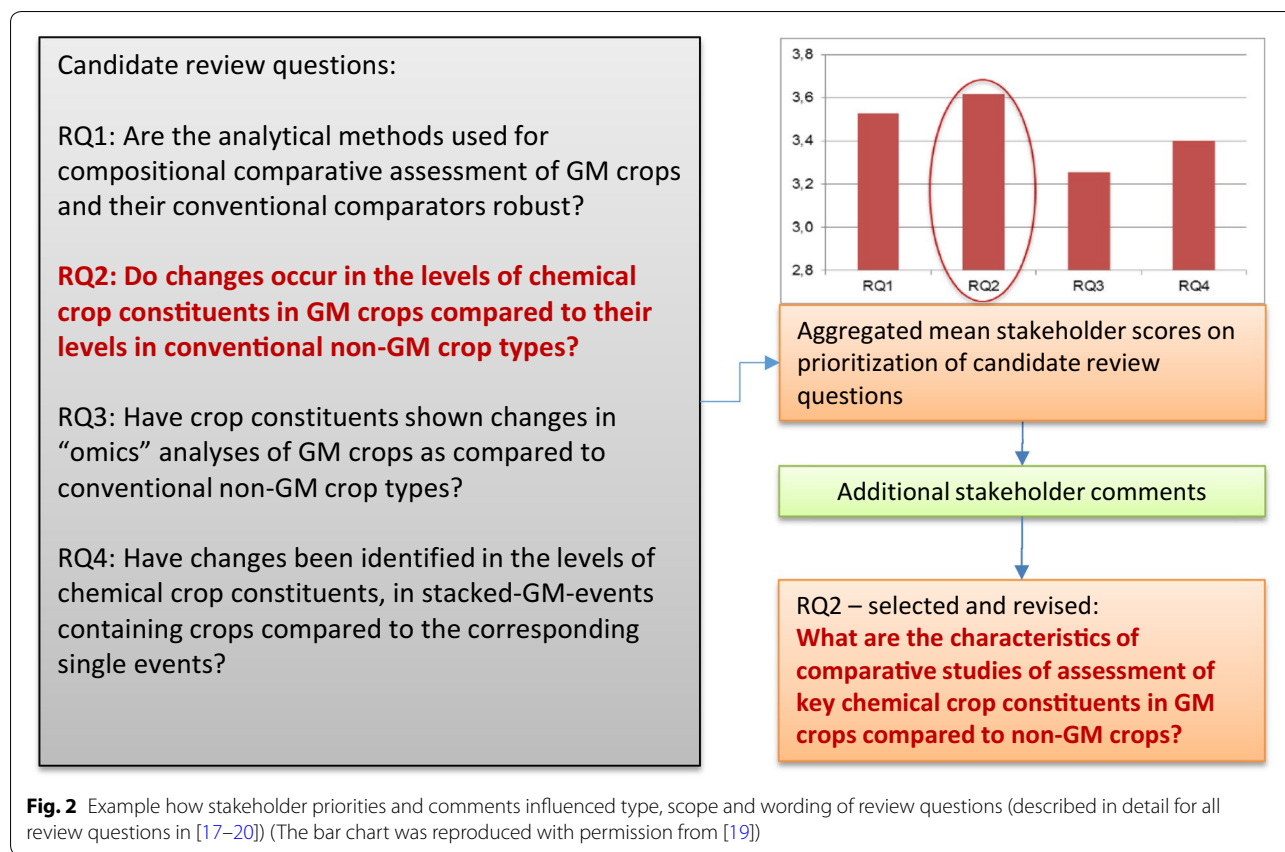 Candidate review questions:
RQ1: Are the analytical methods used for
compositional comparative assessment of GM crops
and their conventional comparators robust?
RQ2: Do changes occur in the levels of chemical
crop constituents in GM crops compared to their
levels in conventional non-GM crop types?
RQ3: Have crop constituents shown changes in
“omics” analyses of GM crops as compared to
conventional non-GM crop types?
RQ4: Have changes been identified in the levels of
chemical crop constituents, in stacked-GM-events
containing crops compared to the corresponding
single events?
3,8
3,6
3,4
3,2
3,0
2,8
RQ1 RQ2 RQ3 RQ4
Aggregated mean stakeholder scores on
prioritization of candidate review
questions
Additional stakeholder comments
RQ2 – selected and revised:
What are the characteristics of
comparative studies of assessment of
key chemical crop constituents in GM
crops compared to non-GM crops?
Fig. 2 Example how stakeholder priorities and comments influenced type, scope and wording of review questions (described in detail for all
review questions in [17–20]) (The bar chart was reproduced with permission from [19])